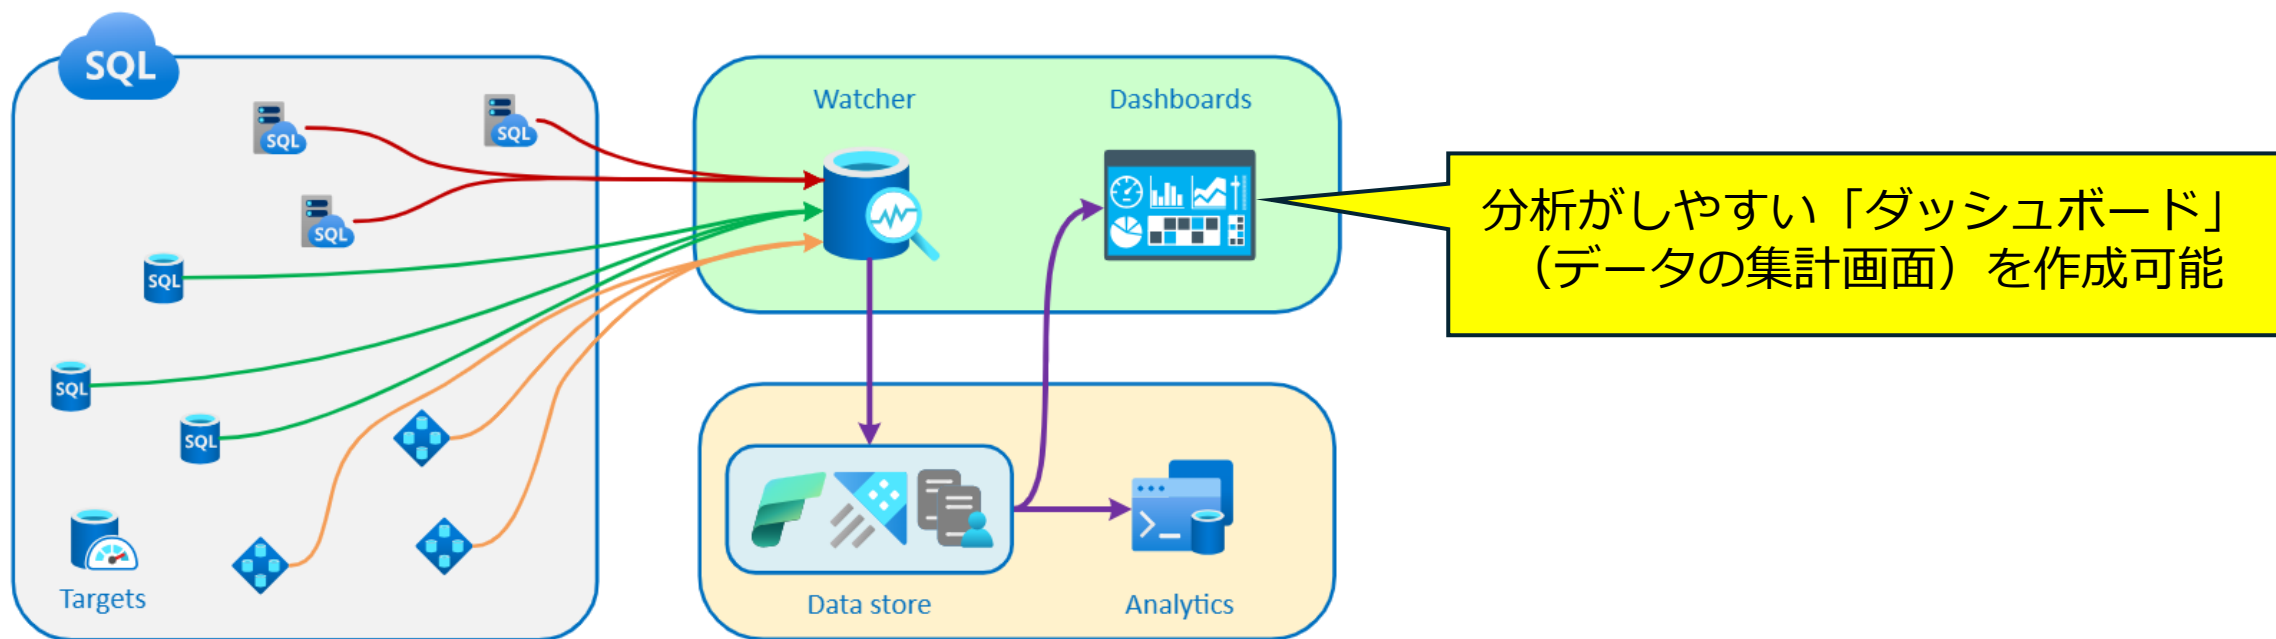 SQL
SQL
SQL
SQL
SQL
SQL
SQL
Targets
Watcher
Dashboards
Data store
Analytics
分析がしやすい「ダッシュボード」
（データの集計画面）を作成可能